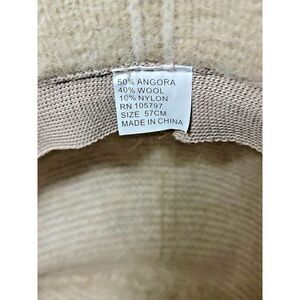 50% ANGORA
40% WOOL
10% NYLON
RN 105797
SIZE 57CM
MADE IN CHINA